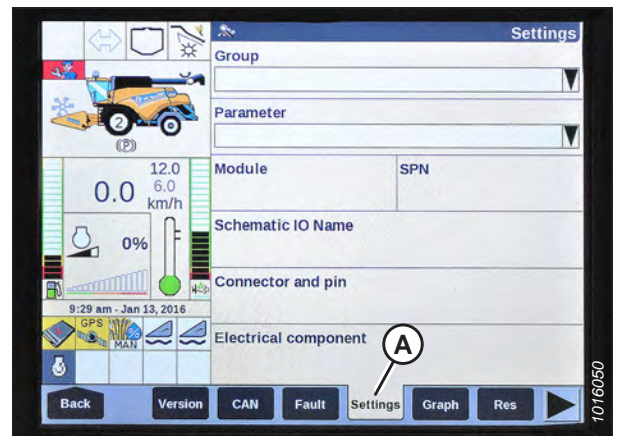 Settings
Group
Parameter
2
(P)
12.0
Module
SPN
0.0
6.0
km/h
Schematic IO Name
0%
Connector and pin
9:29 am - Jan 13, 2016
GPS
MAN
Electrical component
A
Back
Version
CAN
Fault
Settings
Graph
Res
1016050